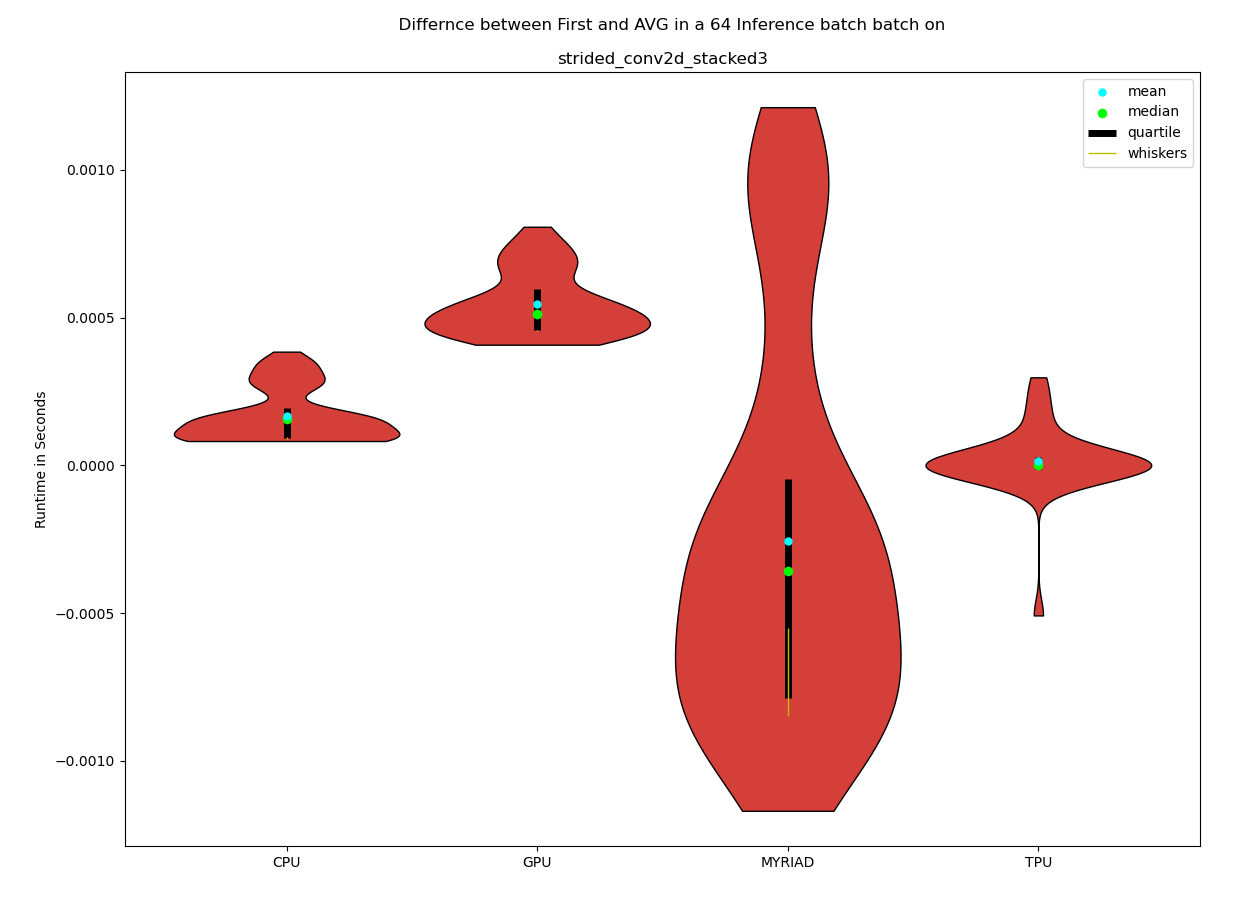 Differnce between First and AVG in a 64 Inference batch batch on
strided_conv2d_stacked3
mean
median
quartile
whiskers
0.0010
0.0005
0.0000
−0.0005
−0.0010
Runtime in Seconds
CPU GPU MYRIAD TPU